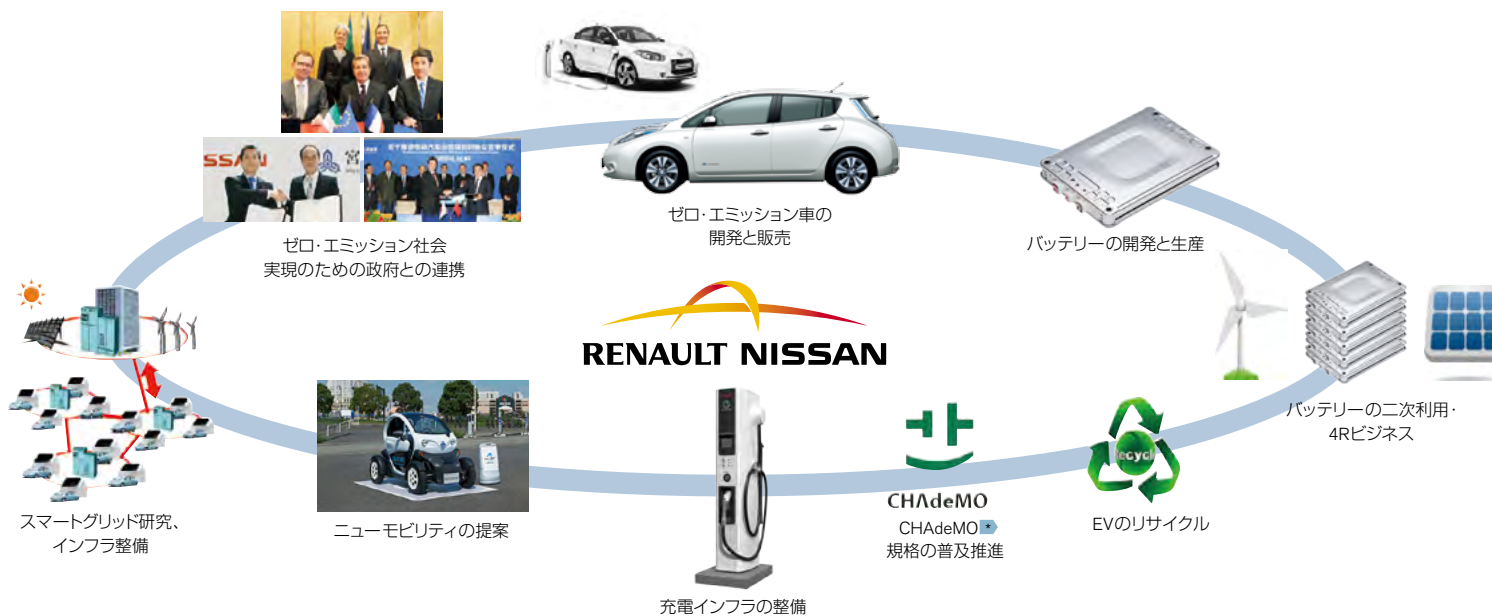 NISSAN
ゼロ・エミッション社会
実現のための政府との連携
ゼロ・エミッション車の
開発と販売
バッテリーの開発と生産
バッテリーの二次利用・
4Rビジネス
RENAULT NISSAN
スマートグリッド研究、
インフラ整備
ニューモビリティの提案
充電インフラの整備
CHAdeMO
CHAdeMO *
規格の普及推進
EVのリサイクル